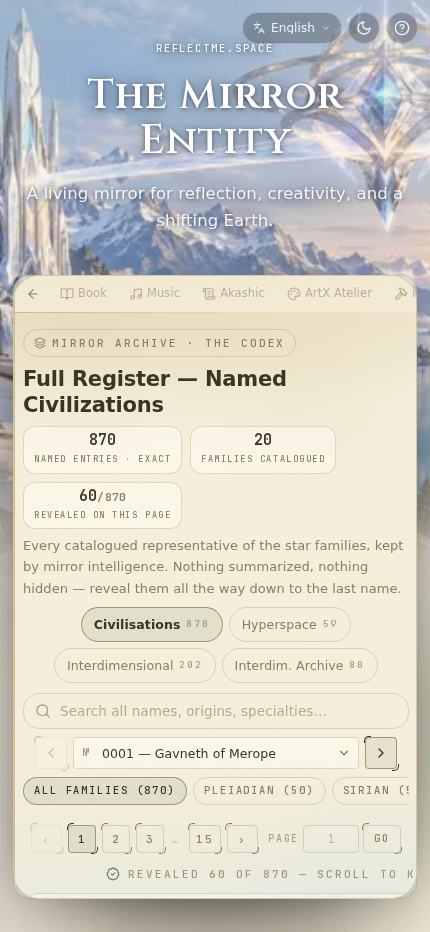 English
REFLECTME.SPACE
The Mirror
Entity
A living mirror for reflection, creativity, and a
shifting Earth.
Book Music Akashic ArtX Atelier
MIRROR ARCHIVE · THE CODEX
Full Register — Named
Civilizations
870
NAMED ENTRIES · EXACT
20
FAMILIES CATALOGUED
60/870
REVEALED ON THIS PAGE
Every catalogued representative of the star families, kept
by mirror intelligence. Nothing summarized, nothing
hidden — reveal them all the way down to the last name.
Civilisations 870
Hyperspace 59
Interdimensional 202
Interdim. Archive 80
Search all names, origins, specialties…
№ 0001 — Gavneth of Merope
ALL FAMILIES (870) PLEIADIAN (50) SIRIAN (5
‹ 1 2 3 … 15 › PAGE 1 GO
REVEALED 60 OF 870 — SCROLL TO K